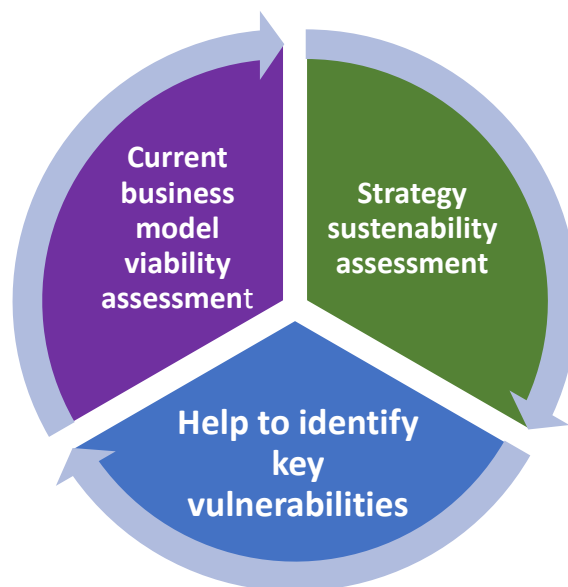 Current
business
model
viability
assessment
Strategy
sustenability
assessment
Help to identify
key
vulnerabilities